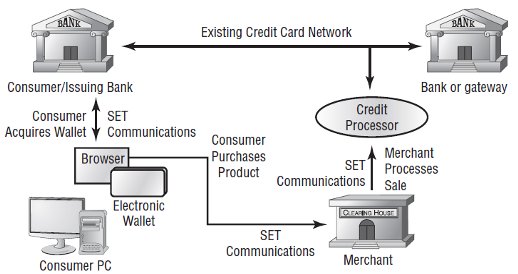 BANK
Existing Credit Card Network
BANK
Consumer/Issuing Bank
Bank or gateway
Consumer
Acquires Wallet
SET
Communications
Credit
Processor
Browser
Consumer
Purchases
Product
SET
Communications
Merchant
Processes
Sale
Electronic
Wallet
CLEARING HOUSE
SET
Communications
Merchant
Consumer PC